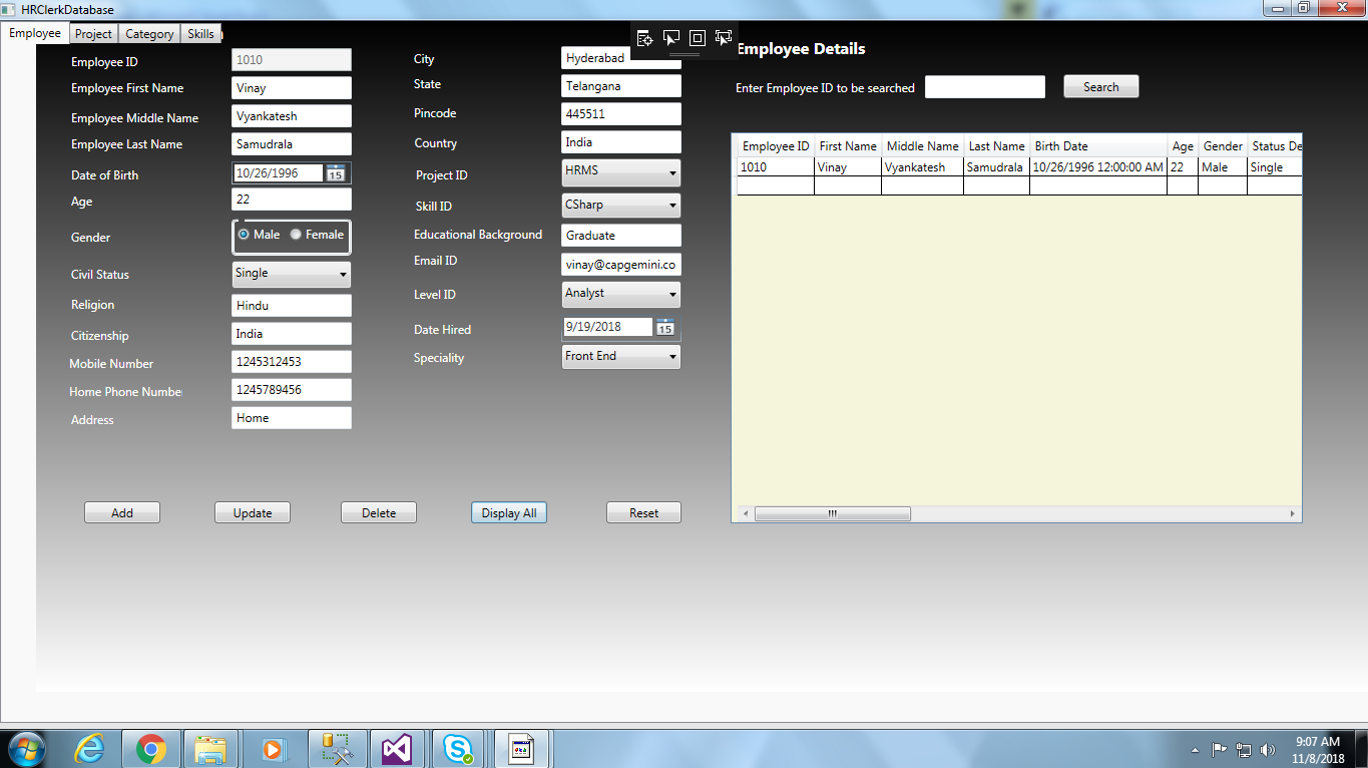 HRClerkDatabase
Employee Project Category Skills
Employee ID 1010
Employee First Name Vinay
Employee Middle Name Vyankatesh
Employee Last Name Samudrala
Date of Birth 10/26/1996 15
Age 22
Gender Male Female
Civil Status Single
Religion Hindu
Citizenship India
Mobile Number 1245312453
Home Phone Numbe 1245789456
Address Home
City Hyderabad
State Telangana
Pincode 445511
Country India
Project ID HRMS
Skill ID CSharp
Educational Background Graduate
Email ID vinay@capgemini.co
Level ID Analyst
Date Hired 9/19/2018 15
Speciality Front End
Add Update Delete Display All Reset
Employee Details
Enter Employee ID to be searched Search
Employee ID First Name Middle Name Last Name Birth Date Age Gender Status De
1010 Vinay Vyankatesh Samudrala 10/26/1996 12:00:00 AM 22 Male Single
9:07 AM
11/8/2018